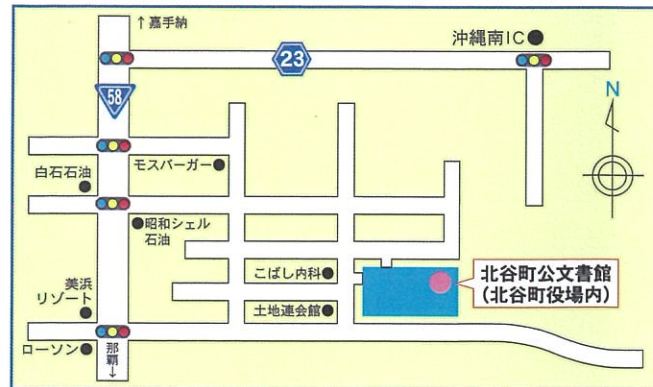 ↑嘉手納
沖縄南IC
23
58
N
モスバーガー
白石石油
昭和シェル
石油
こばし内科
北谷町公文書館
(北谷町役場内)
美浜
リゾート
土地連会館
ローソン
那覇↓